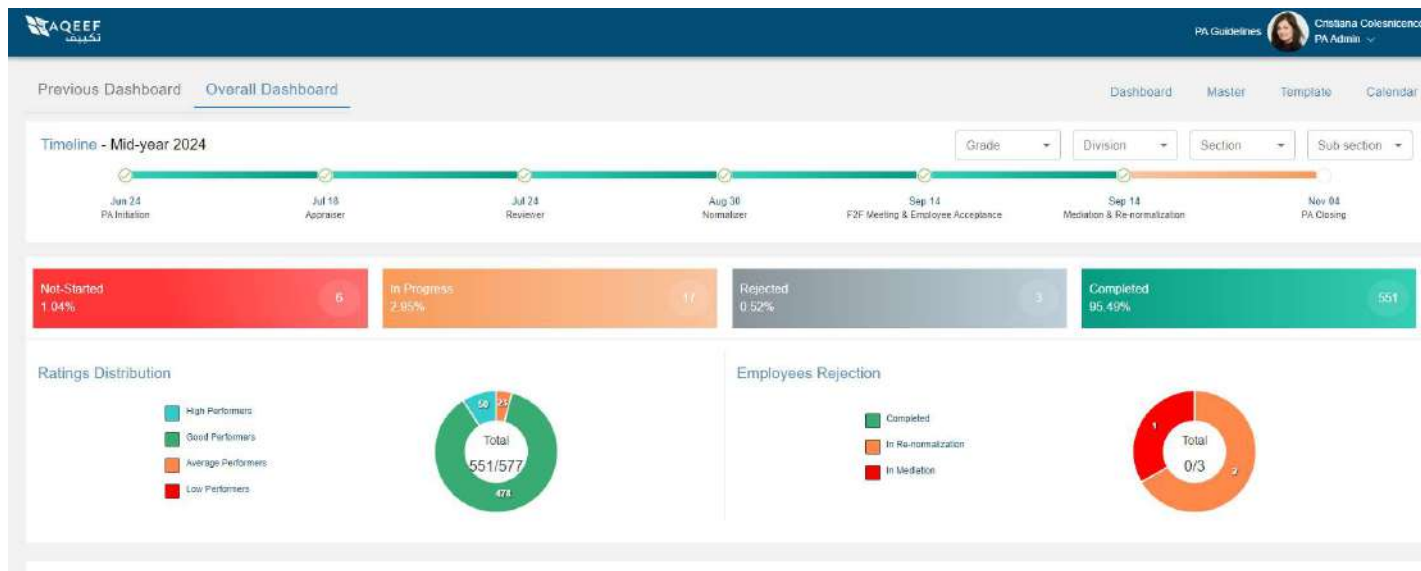 TAQEEF
تكييف
PA Guidelines
Cristiana Colesnicenco
PA Admin
Previous Dashboard
Overall Dashboard
Dashboard
Master
Template
Calendar
Timeline - Mid-year 2024
Grade
Division
Section
Sub section
Jun 24
PA Initiation
Jul 18
Appraiser
Jul 24
Reviewer
Aug 30
Normalizer
Sep 14
F2F Meeting & Employee Acceptance
Sep 14
Mediation & Re-normalization
Nov 04
PA Closing
Not-Started
1.04%
6
In Progress
2.95%
17
Rejected
0.52%
3
Completed
95.49%
551
Ratings Distribution
High Performers
Good Performers
Average Performers
Low Performers
50
23
Total
551/577
478
Employees Rejection
Completed
In Re-normalization
In Mediation
1
Total
0/3
2